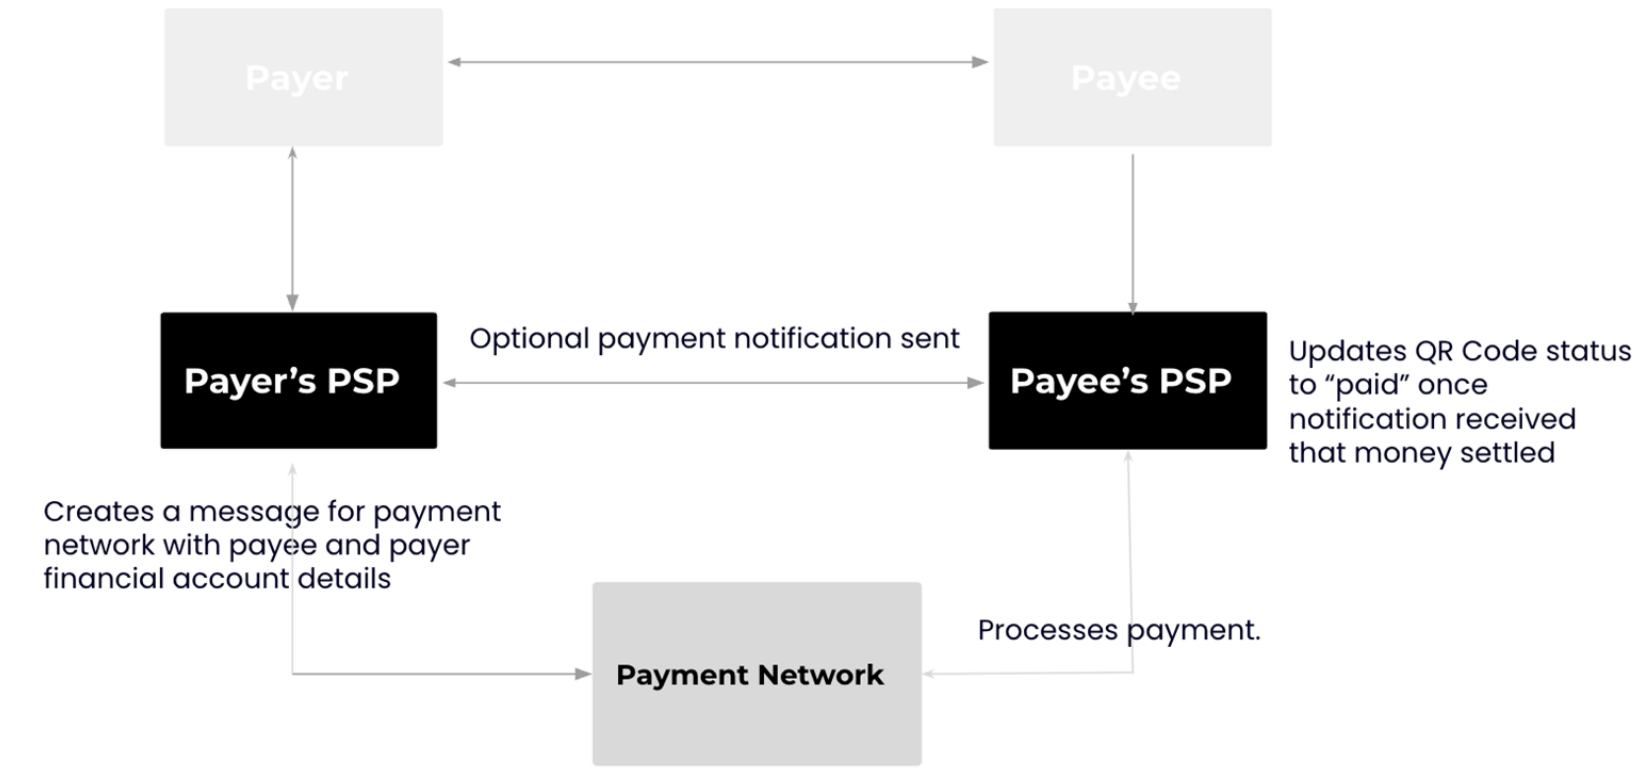 Payer
Payee
Payer’s PSP
Optional payment notification sent
Payee’s PSP
Updates QR Code status
to “paid” once
notification received
that money settled
Creates a message for payment
network with payee and payer
financial account details
Processes payment.
Payment Network